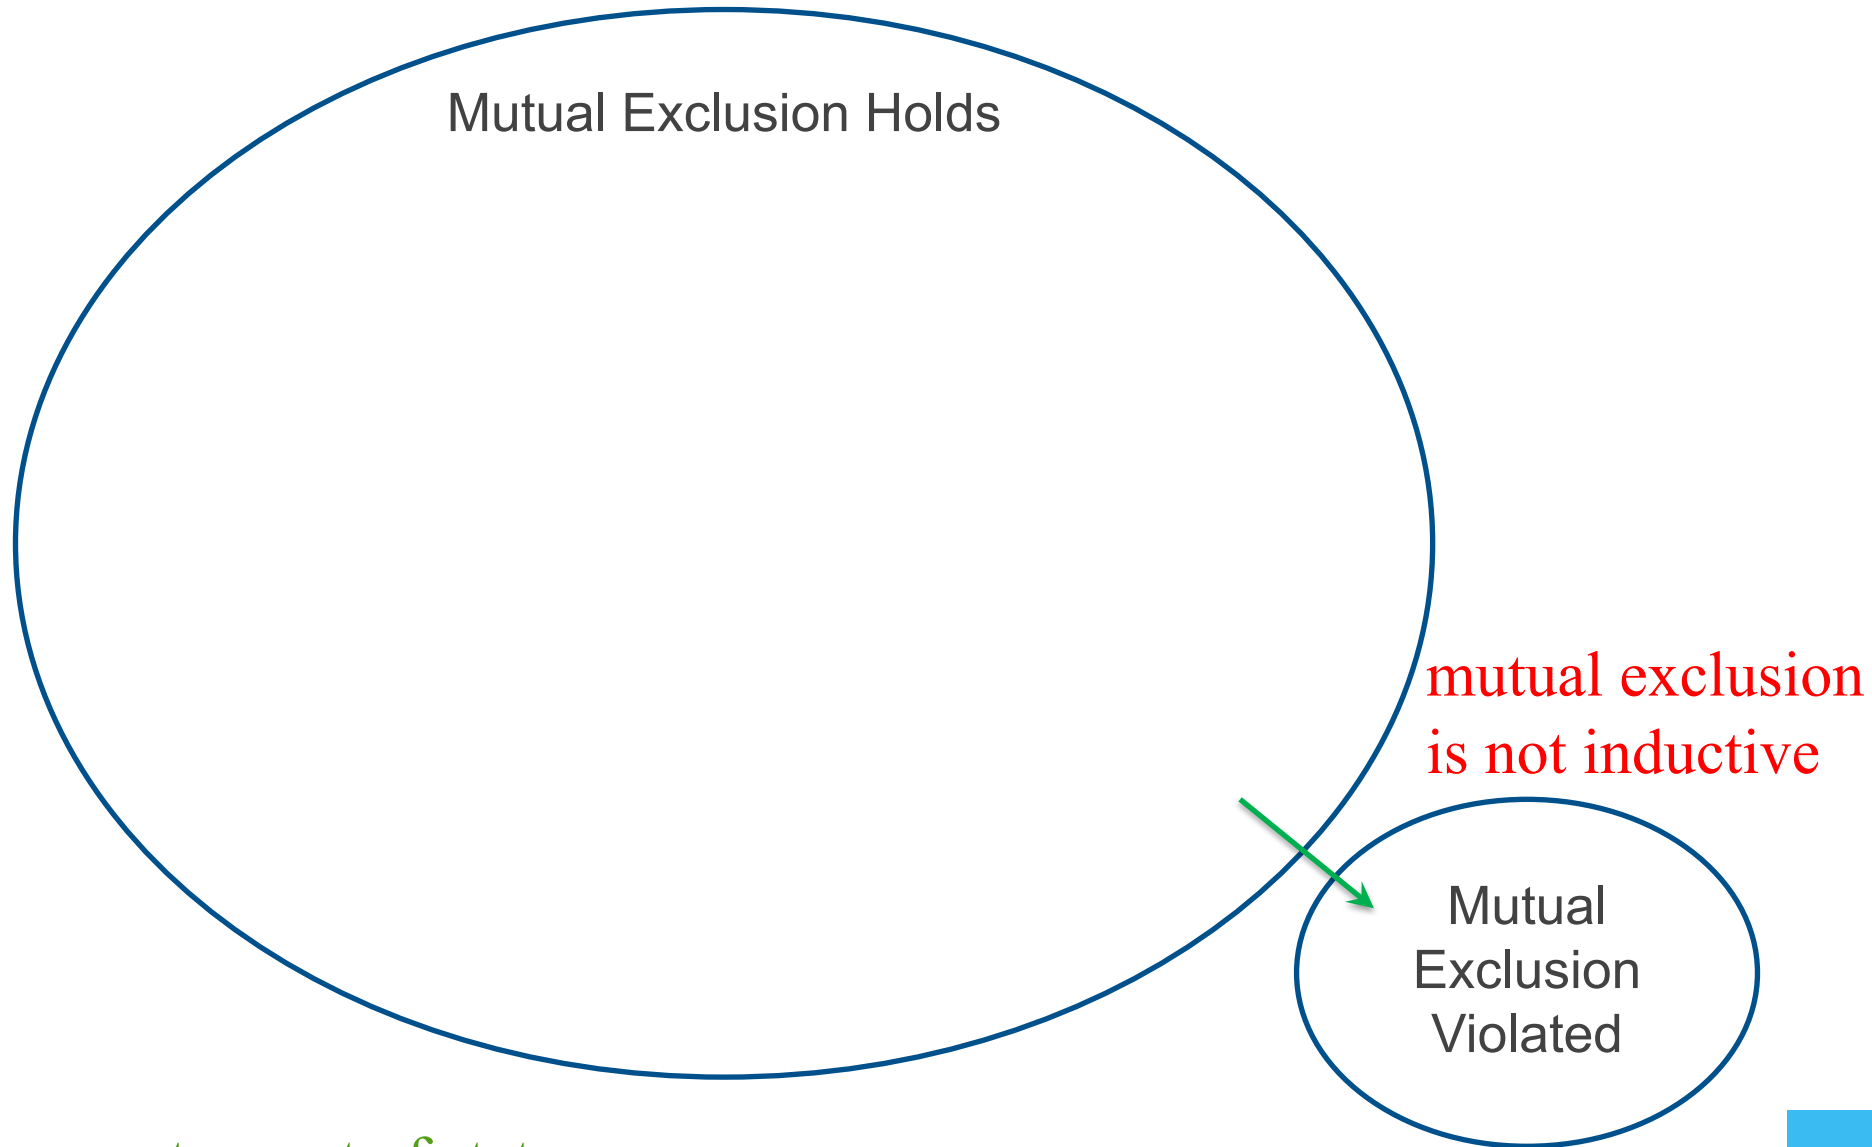 Mutual Exclusion Holds
mutual exclusion
is not inductive
Mutual
Exclusion
Violated